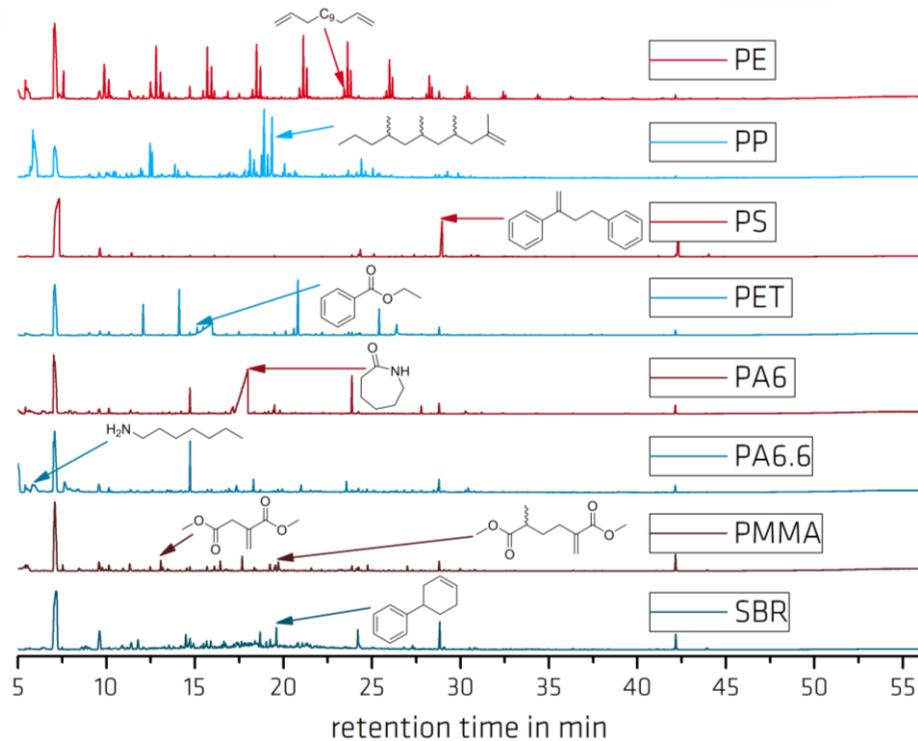 C9
PE
PP
PS
O
O
PET
O
NH
PA6
H2N
PA6.6
O
O
O
O
O
O
O
O
PMMA
SBR
5 10 15 20 25 30 35 40 45 50 55
retention time in min